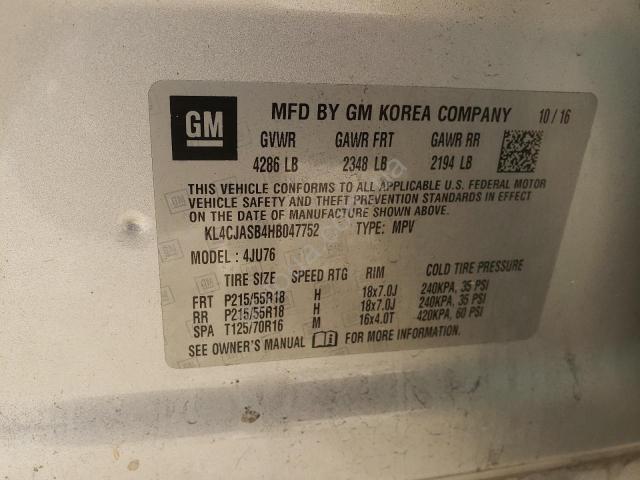 GM MFD BY GM KOREA COMPANY 10/16
GVWR GAWR FRT GAWR RR
4286 LB 2348 LB 2194 LB
THIS VEHICLE CONFORMS TO ALL APPLICABLE U.S. FEDERAL MOTOR
VEHICLE SAFETY AND THEFT PREVENTION STANDARDS IN EFFECT
ON THE DATE OF MANUFACTURE SHOWN ABOVE.
KL4CJASB4HB047752 TYPE: MPV
MODEL : 4JU76
TIRE SIZE SPEED RTG RIM COLD TIRE PRESSURE
FRT P215/55R18 H 18x7.0J 240KPA, 35 PSI
RR P215/55R18 H 18x7.0J 240KPA, 35 PSI
SPA T125/70R16 M 16x4.0T 420KPA, 60 PSI
SEE OWNER'S MANUAL FOR MORE INFORMATION.